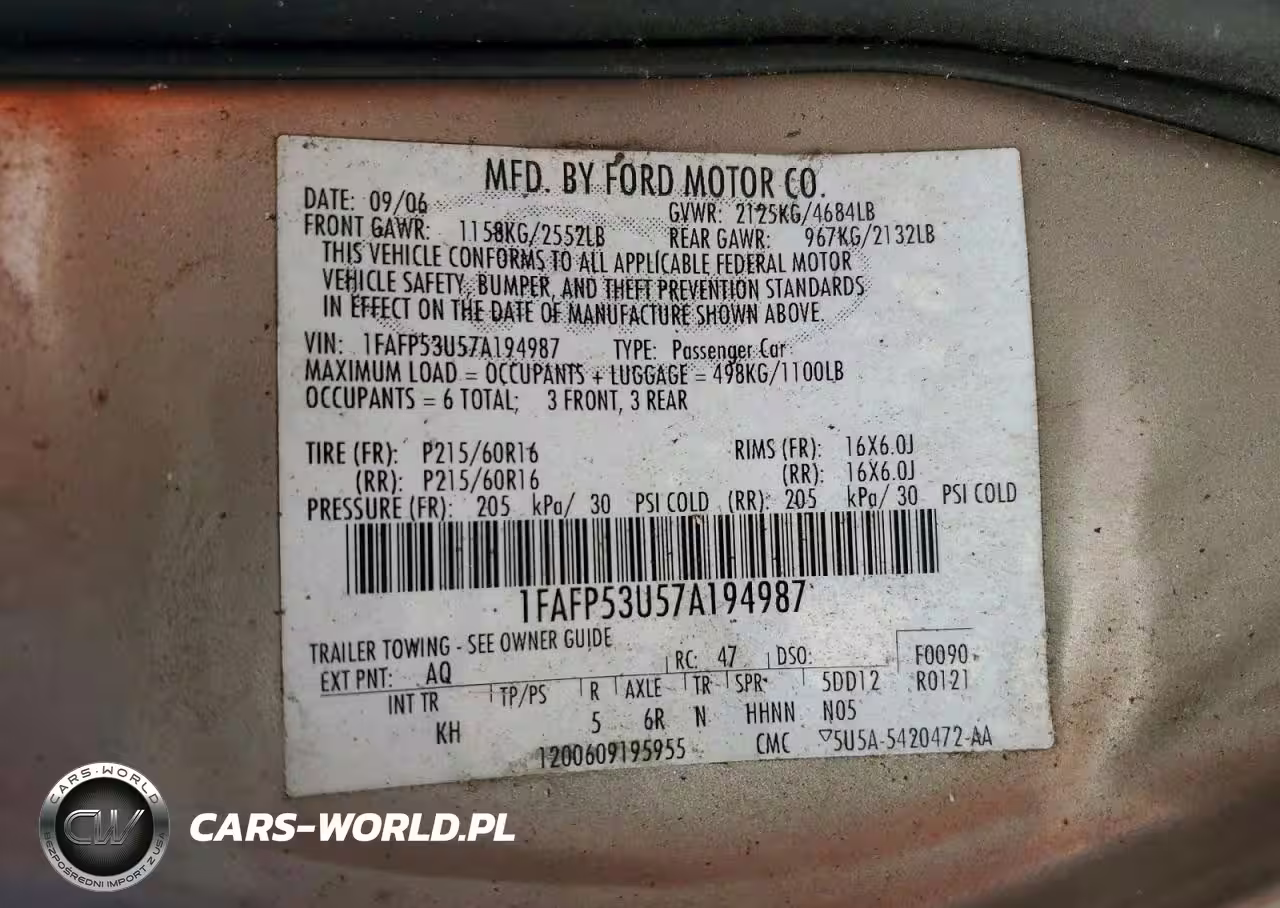 MFD. BY FORD MOTOR CO.
DATE: 09/06 GVWR: 2125KG/4684LB
FRONT GAWR: 1158KG/2552LB REAR GAWR: 967KG/2132LB
THIS VEHICLE CONFORMS TO ALL APPLICABLE FEDERAL MOTOR
VEHICLE SAFETY, BUMPER, AND THEFT PREVENTION STANDARDS
IN EFFECT ON THE DATE OF MANUFACTURE SHOWN ABOVE.
VIN: 1FAFP53U57A194987 TYPE: Passenger Car
MAXIMUM LOAD = OCCUPANTS + LUGGAGE = 498KG/1100LB
OCCUPANTS = 6 TOTAL; 3 FRONT, 3 REAR
TIRE (FR): P215/60R16 RIMS (FR): 16X6.0J
(RR): P215/60R16 (RR): 16X6.0J
PRESSURE (FR): 205 kPa/ 30 PSI COLD (RR): 205 kPa/ 30 PSI COLD
1FAFP53U57A194987
TRAILER TOWING - SEE OWNER GUIDE
EXT PNT: AQ RC: 47 DSO: F0090
INT TR TP/PS R AXLE TR SPR 5DD12 R0121
KH 5 6R N HHNN N05
1200609195955 CMC ▽5U5A-5420472-AA
CARS-WORLD
CW
BEZPOŚREDNI IMPORT Z USA
CARS-WORLD.PL